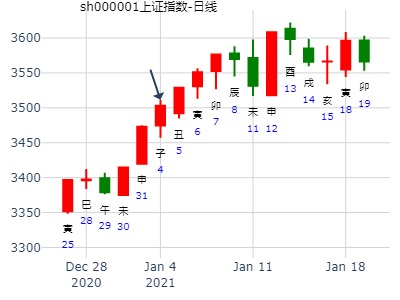 sh000001上证指数-日线
3600
3550
3500
3450
3400
3350
3300
寅
25
巳
28
午
29
未
30
申
31
子
4
丑
5
寅
6
卯
7
辰
8
未
11
申
12
酉
13
戌
14
亥
15
寅
18
卯
19
Dec 28
2020
Jan 4
2021
Jan 11
Jan 18